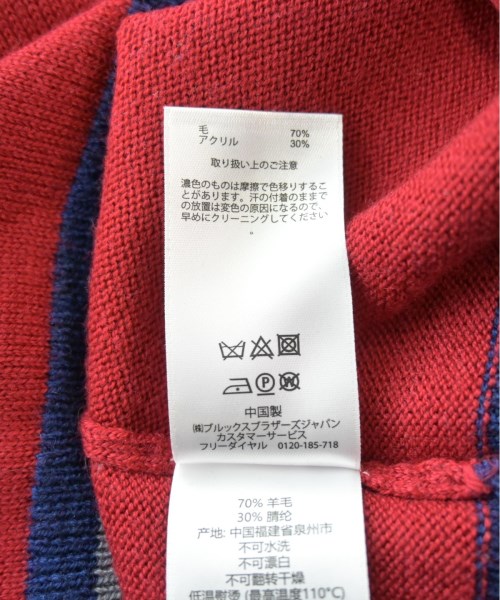 毛 70%
アクリル 30%
取り扱い上のご注意
濃色のものは摩擦で色移りするこ
とがあります。汗の付着のままで
の放置は変色の原因になるので、
早めにクリーニングしてください
。
P W
中国製
㈱ブルックスブラザーズジャパン
カスタマーサービス
フリーダイヤル 0120-185-718
70% 羊毛
30% 腈纶
产地: 中国福建省泉州市
不可水洗
不可漂白
不可翻转干燥
低温熨烫 (最高温度110°C)